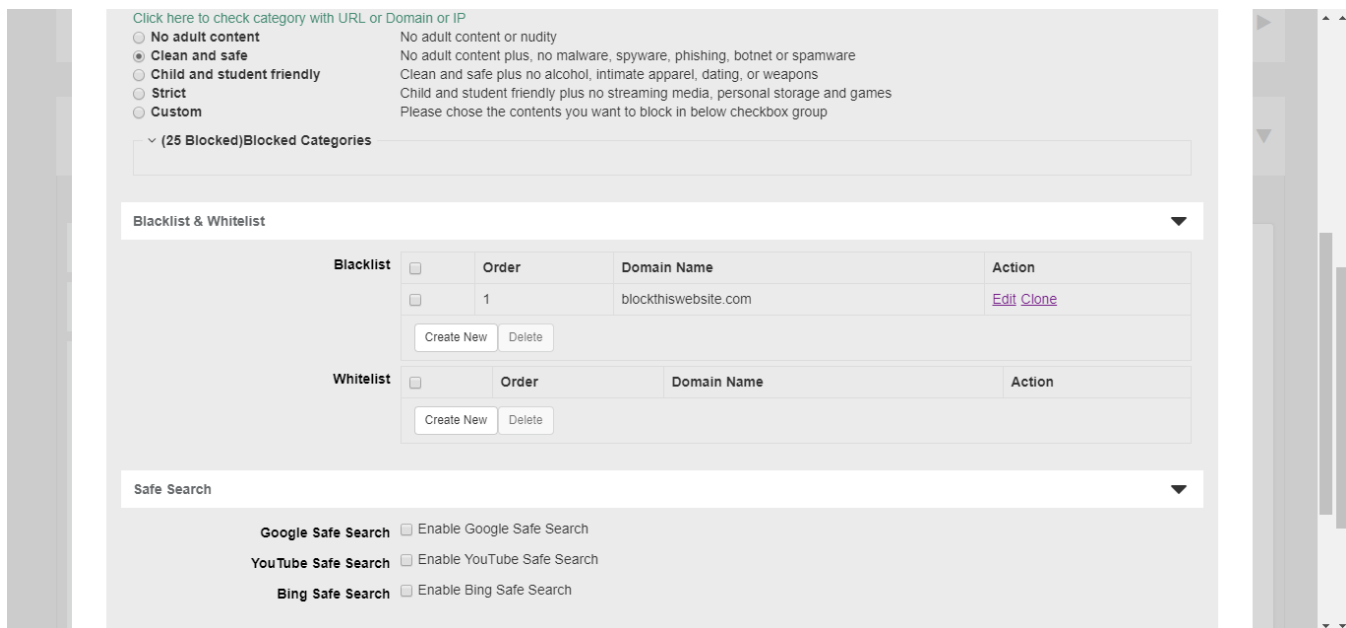 Click here to check category with URL or Domain or IP
No adult content No adult content or nudity
Clean and safe No adult content plus, no malware, spyware, phishing, botnet or spamware
Child and student friendly Clean and safe plus no alcohol, intimate apparel, dating, or weapons
Strict Child and student friendly plus no streaming media, personal storage and games
Custom Please chose the contents you want to block in below checkbox group
(25 Blocked)Blocked Categories
Blacklist & Whitelist
Blacklist Order Domain Name Action
1 blockthiswebsite.com Edit Clone
Create New Delete
Whitelist Order Domain Name Action
Create New Delete
Safe Search
Google Safe Search Enable Google Safe Search
YouTube Safe Search Enable YouTube Safe Search
Bing Safe Search Enable Bing Safe Search